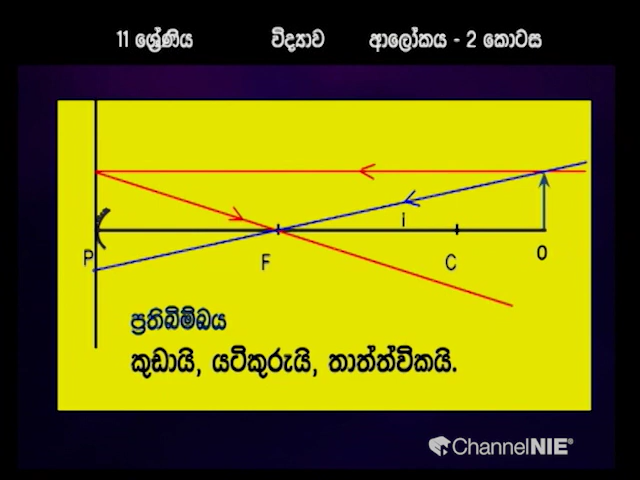 11 ශ්‍රේණිය විද්‍යාව ආලෝකය - 2 කොටස
i
P F C O
ප්‍රතිබිම්බය
කුඩායි, යටිකුරුයි, තාත්ත්විකයි.
ChannelNIE®